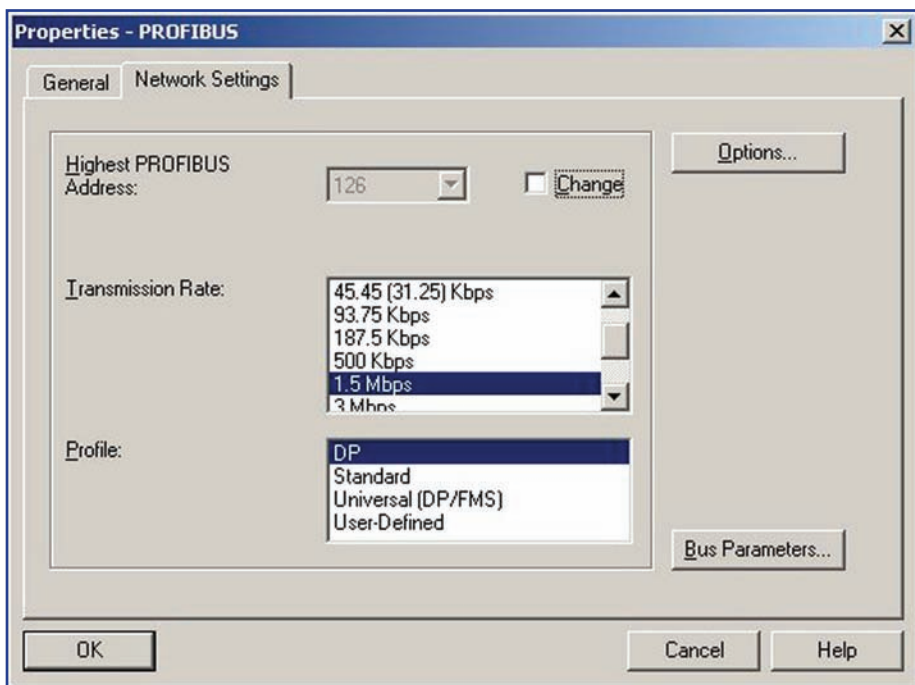 Properties - PROFIBUS
General
Network Settings
Highest PROFIBUS
Address:
126
Change
Options...
Transmission Rate:
45.45 (31.25) Kbps
93.75 Kbps
187.5 Kbps
500 Kbps
1.5 Mbps
3 Mbps
Profile:
DP
Standard
Universal (DP/FMS)
User-Defined
Bus Parameters...
OK
Cancel
Help